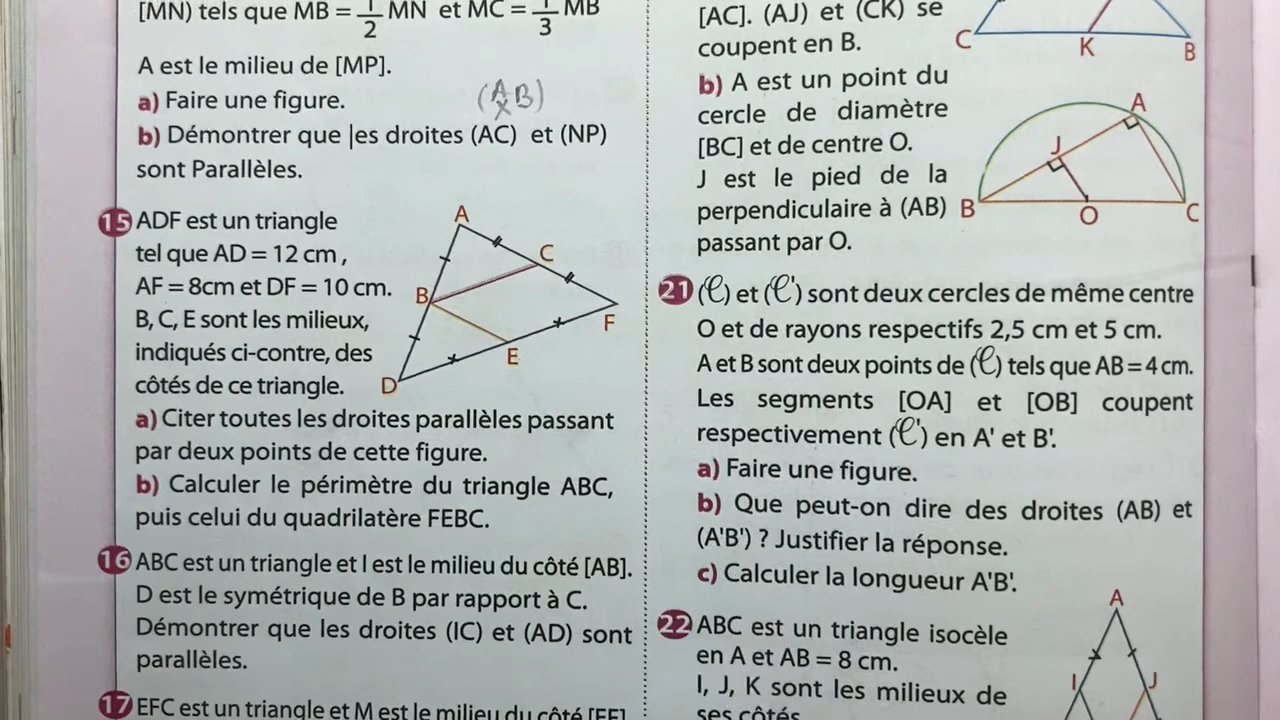 [MN) tels que MB = 1/2 MN et MC = 1/3 MB
A est le milieu de [MP].
a) Faire une figure.
(AB)
b) Démontrer que les droites (AC) et (NP)
sont Parallèles.
15 ADF est un triangle
tel que AD = 12 cm ,
AF = 8cm et DF = 10 cm.
B, C, E sont les milieux,
indiqués ci-contre, des
côtés de ce triangle.
A
C
B
F
E
D
a) Citer toutes les droites parallèles passant
par deux points de cette figure.
b) Calculer le périmètre du triangle ABC,
puis celui du quadrilatère FEBC.
16 ABC est un triangle et I est le milieu du côté [AB].
D est le symétrique de B par rapport à C.
Démontrer que les droites (IC) et (AD) sont
parallèles.
17 EFC est un triangle et M est le milieu du côté [EF]
[AC]. (AJ) et (CK) se
coupent en B.
C
K
B
b) A est un point du
cercle de diamètre
[BC] et de centre O.
J est le pied de la
perpendiculaire à (AB)
passant par O.
A
J
B
O
C
21 (C) et (C') sont deux cercles de même centre
O et de rayons respectifs 2,5 cm et 5 cm.
A et B sont deux points de (C) tels que AB = 4 cm.
Les segments [OA] et [OB] coupent
respectivement (C') en A' et B'.
a) Faire une figure.
b) Que peut-on dire des droites (AB) et
(A'B') ? Justifier la réponse.
c) Calculer la longueur A'B'.
22 ABC est un triangle isocèle
en A et AB = 8 cm.
I, J, K sont les milieux de
ses côtés
A
I
J